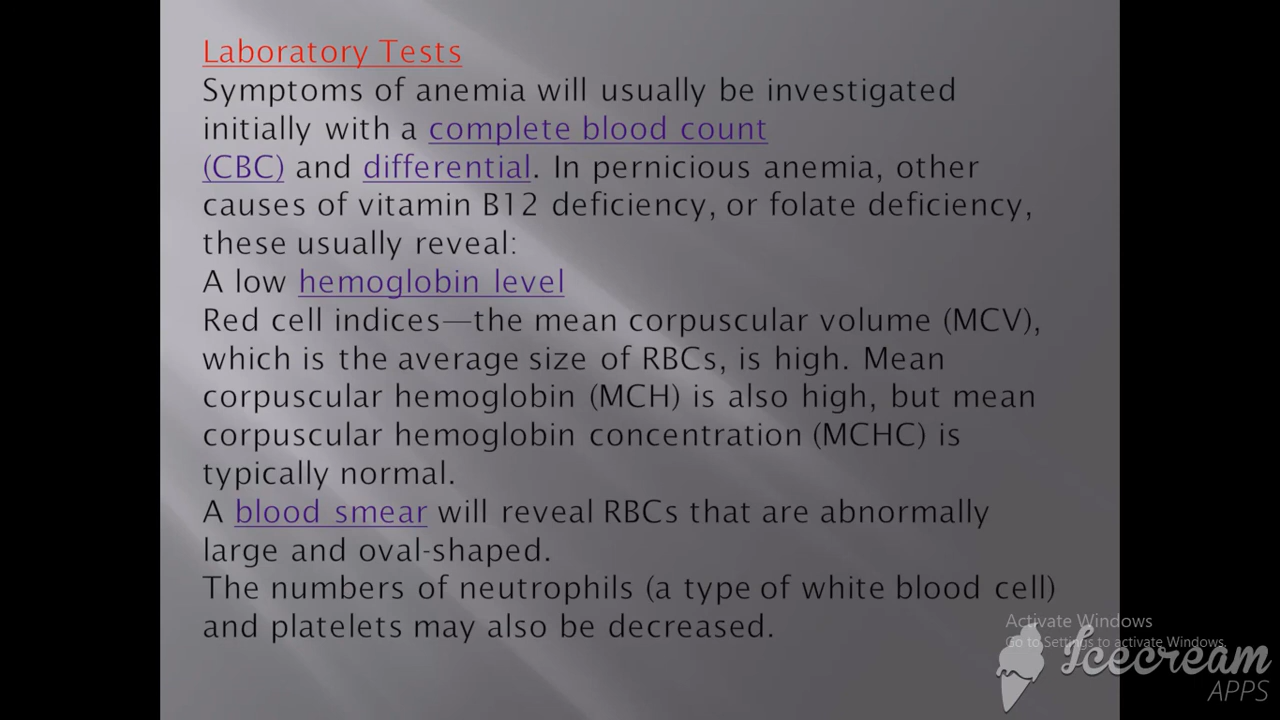 Laboratory Tests
Symptoms of anemia will usually be investigated
initially with a complete blood count
(CBC) and differential. In pernicious anemia, other
causes of vitamin B12 deficiency, or folate deficiency,
these usually reveal:
A low hemoglobin level
Red cell indices—the mean corpuscular volume (MCV),
which is the average size of RBCs, is high. Mean
corpuscular hemoglobin (MCH) is also high, but mean
corpuscular hemoglobin concentration (MCHC) is
typically normal.
A blood smear will reveal RBCs that are abnormally
large and oval-shaped.
The numbers of neutrophils (a type of white blood cell)
and platelets may also be decreased.
Activate Windows
Go to Settings to activate Windows.
Icecream
APPS